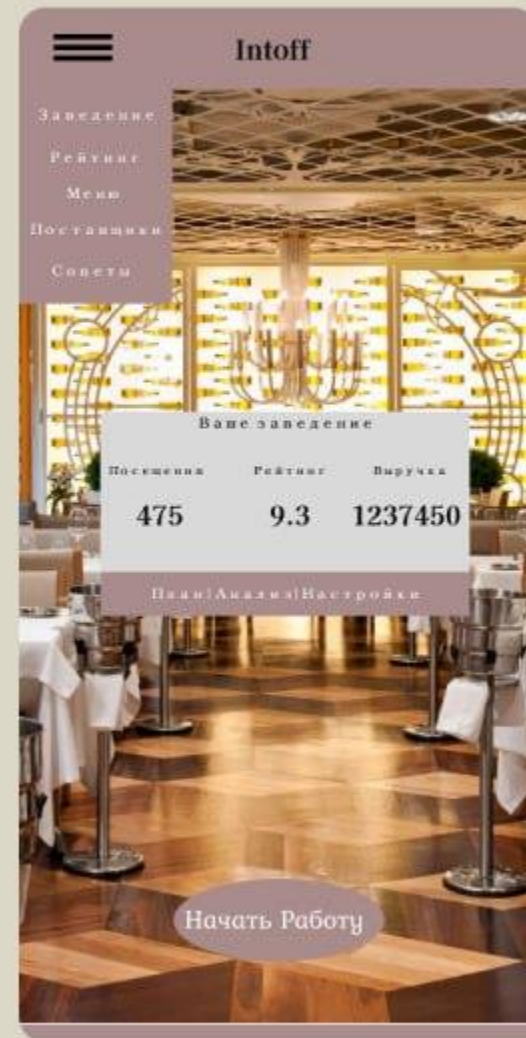 Intoff
Заведение
Рейтинг
Меню
Поставщики
Советы
Ваше заведение
Посещения Рейтинг Выручка
475 9.3 1237450
План|Анализ|Настройки
Начать Работу